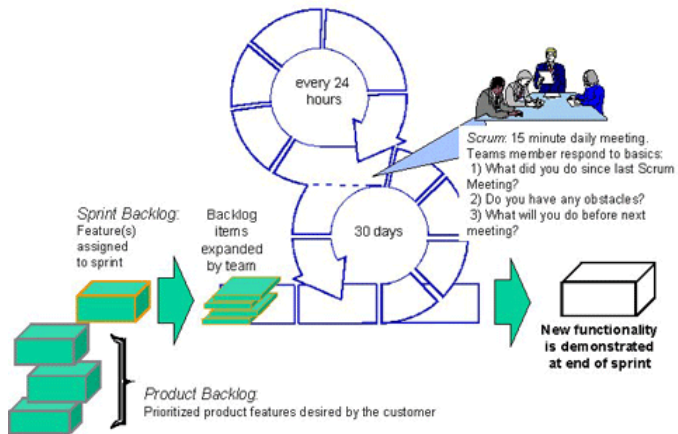 every 24
hours
Scrum: 15 minute daily meeting.
Teams member respond to basics:
1) What did you do since last Scrum
Meeting?
2) Do you have any obstacles?
3) What will you do before next
meeting?
Sprint Backlog:
Feature(s)
assigned
to sprint
Backlog
items
expanded
by team
30 days
New functionality
is demonstrated
at end of sprint
Product Backlog:
Prioritized product features desired by the customer